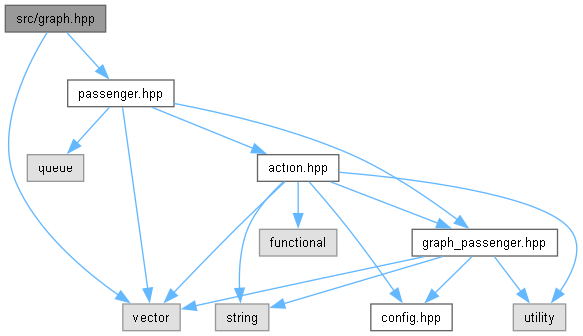 src/graph.hpp
passenger.hpp
queue
action.hpp
functional
graph_passenger.hpp
vector
string
config.hpp
utility